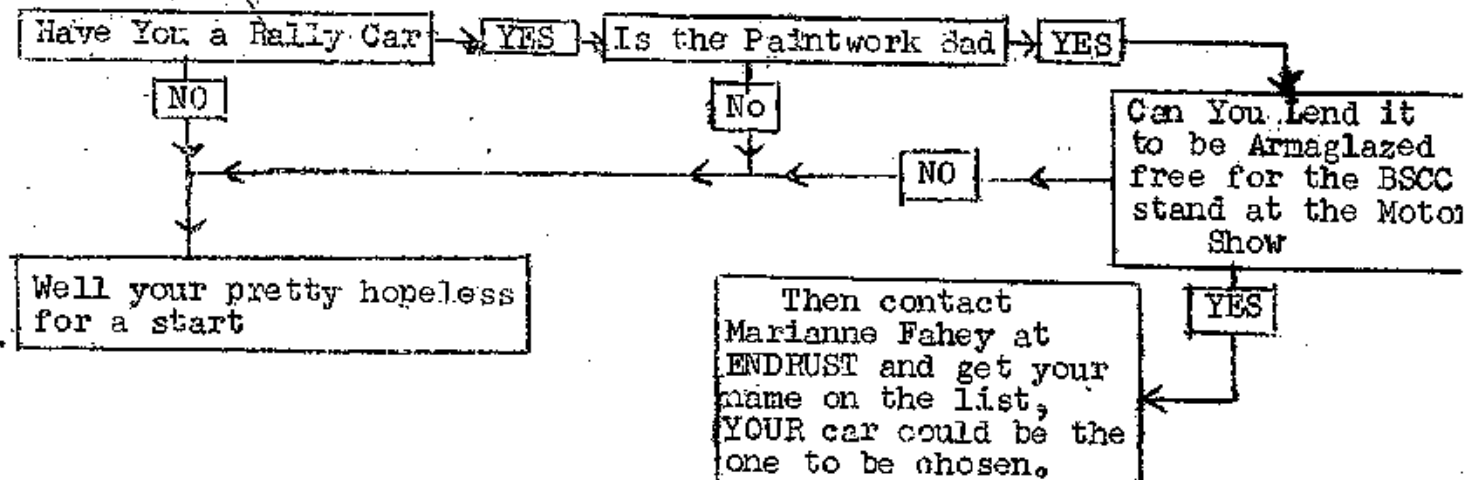 Have You a Rally Car
YES
Is the Paintwork Bad
YES
NO
No
Can You Lend it
to be Armaglazed
free for the BSCC
stand at the Motor
Show
NO
Well your pretty hopeless
for a start
YES
Then contact
Marianne Fahey at
ENDRUST and get your
name on the list,
YOUR car could be the
one to be chosen.